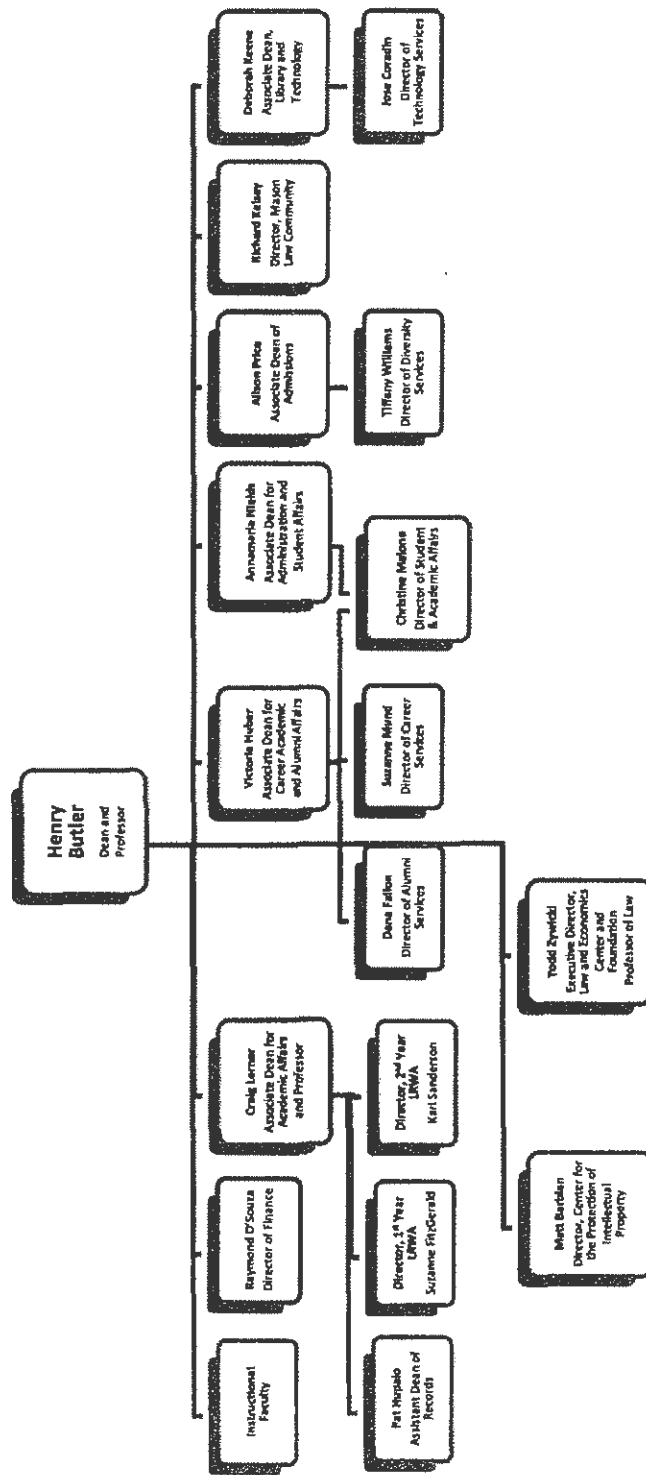 Henry
Butler
Dean and
Professor
Instructional
Faculty
Raymond D'Souza
Director of Finance
Craig Lerner
Associate Dean for
Academic Affairs
and Professor
Victoria Huber
Associate Dean for
Career Academic
and Alumni Affairs
Annamaria
Associate Dean for
Administration and
Student Affairs
Alison Price
Associate Dean of
Admissions
Richard Kelsey
Director, Mason
Law Community
Deborah Keene
Associate Dean,
Library and
Technology
Pat
Assistant Dean of
Records
Director, 1st Year
LRWA
Suzanne FitzGerald
Director, 2nd Year
LRWA
Karl Sanderson
Dana Fallon
Director of Alumni
Services
Suzanne Mund
Director of Career
Services
Christine Malone
Director of Student
& Academic Affairs
Tiffany Williams
Director of Diversity
Services
Jose Coradin
Director of
Technology Services
Matt Barblan
Director, Center for
the Protection of
Intellectual
Property
Todd Zywicki
Executive Director,
Law and Economics
Center and
Foundation
Professor of Law